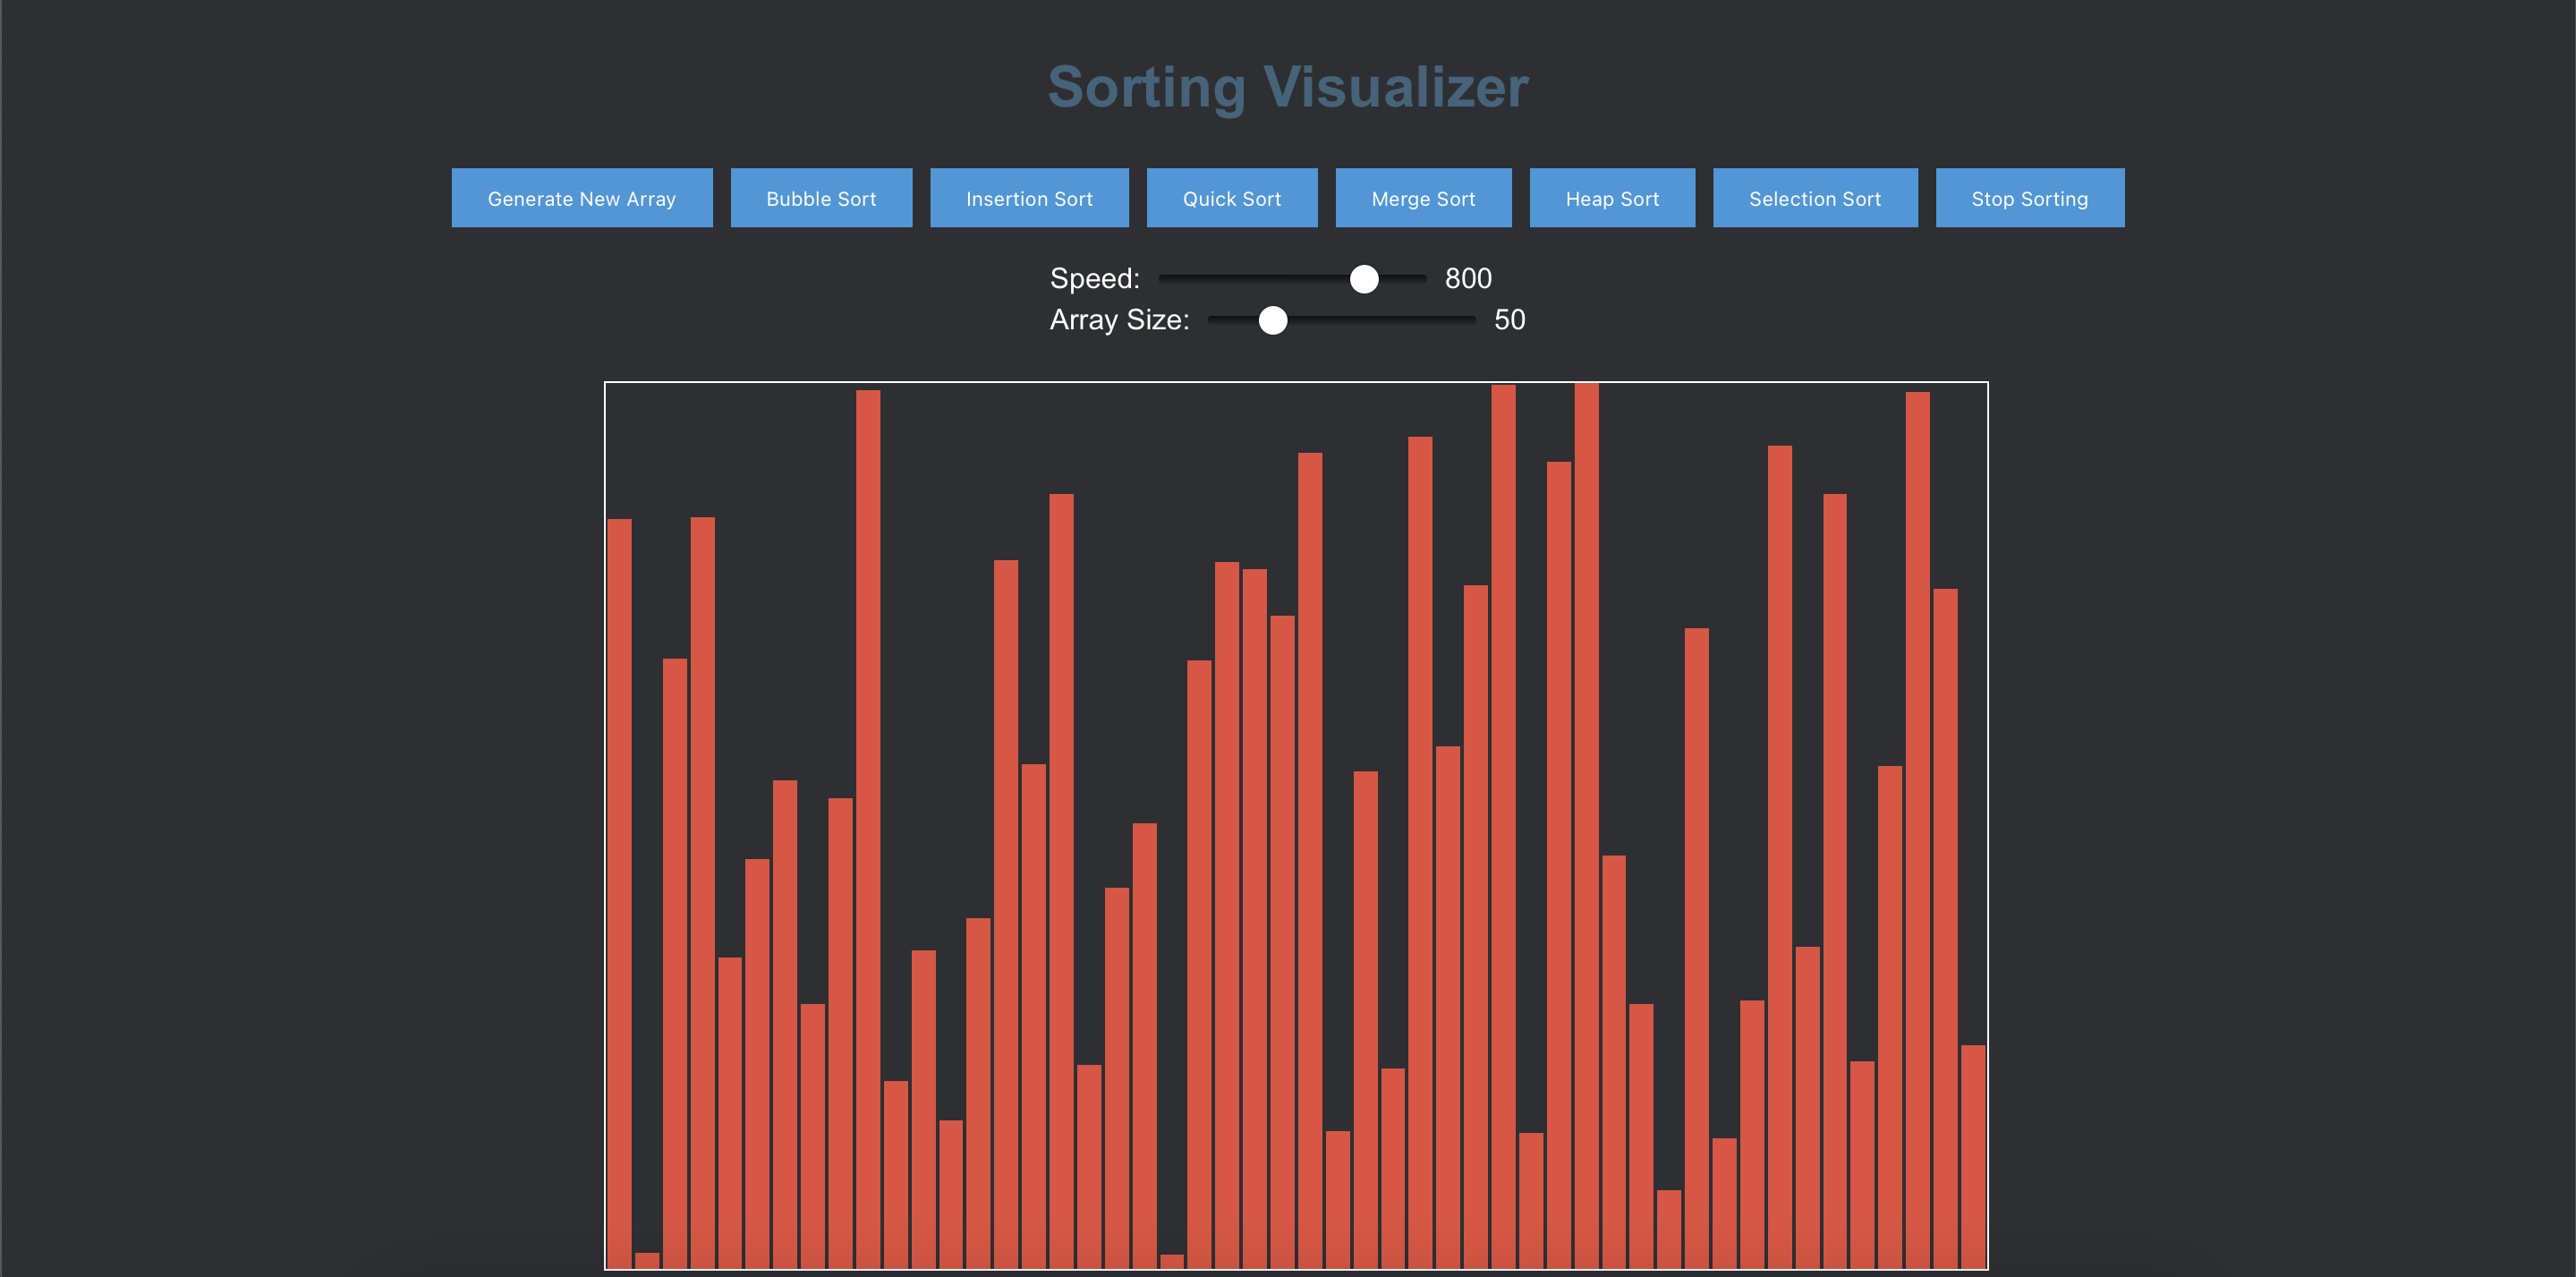 Sorting Visualizer
Generate New Array Bubble Sort Insertion Sort Quick Sort Merge Sort Heap Sort Selection Sort Stop Sorting
Speed: 800
Array Size: 50